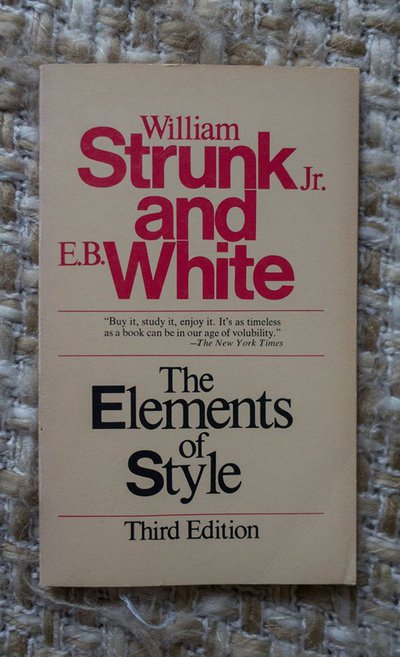 William
Strunk Jr.
and
E.B. White
“Buy it, study it, enjoy it. It's as timeless
as a book can be in our age of volubility.”
—The New York Times
The
Elements
of
Style
Third Edition